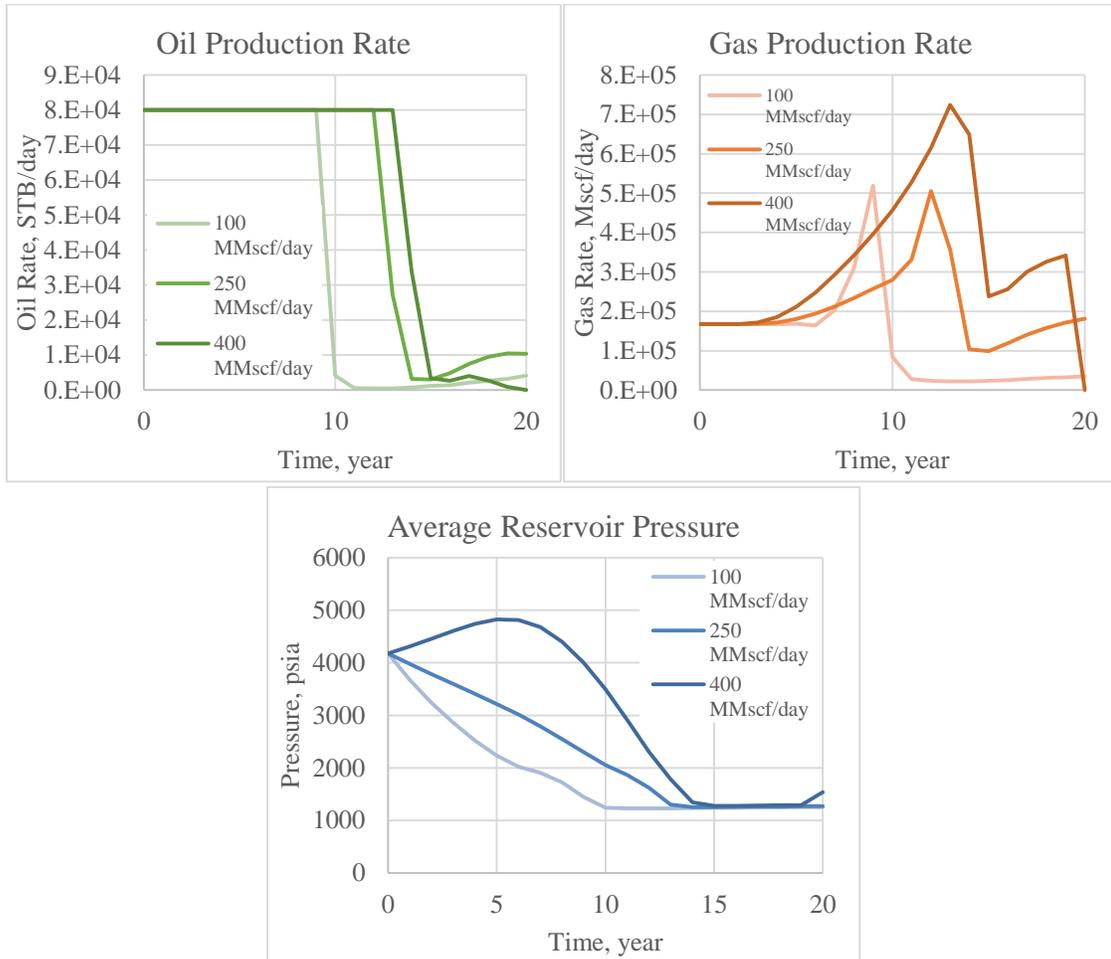 Oil Production Rate
9.E+04
8.E+04
7.E+04
6.E+04
5.E+04
4.E+04
3.E+04
2.E+04
1.E+04
0.E+00
Oil Rate, STB/day
100
MMscf/day
250
MMscf/day
400
MMscf/day
0
10
20
Time, year
Gas Production Rate
8.E+05
7.E+05
6.E+05
5.E+05
4.E+05
3.E+05
2.E+05
1.E+05
0.E+00
Gas Rate, Mscf/day
100
MMscf/day
250
MMscf/day
400
MMscf/day
0
10
20
Time, year
Average Reservoir Pressure
6000
5000
4000
3000
2000
1000
0
Pressure, psia
100
MMscf/day
250
MMscf/day
400
MMscf/day
0
5
10
15
20
Time, year